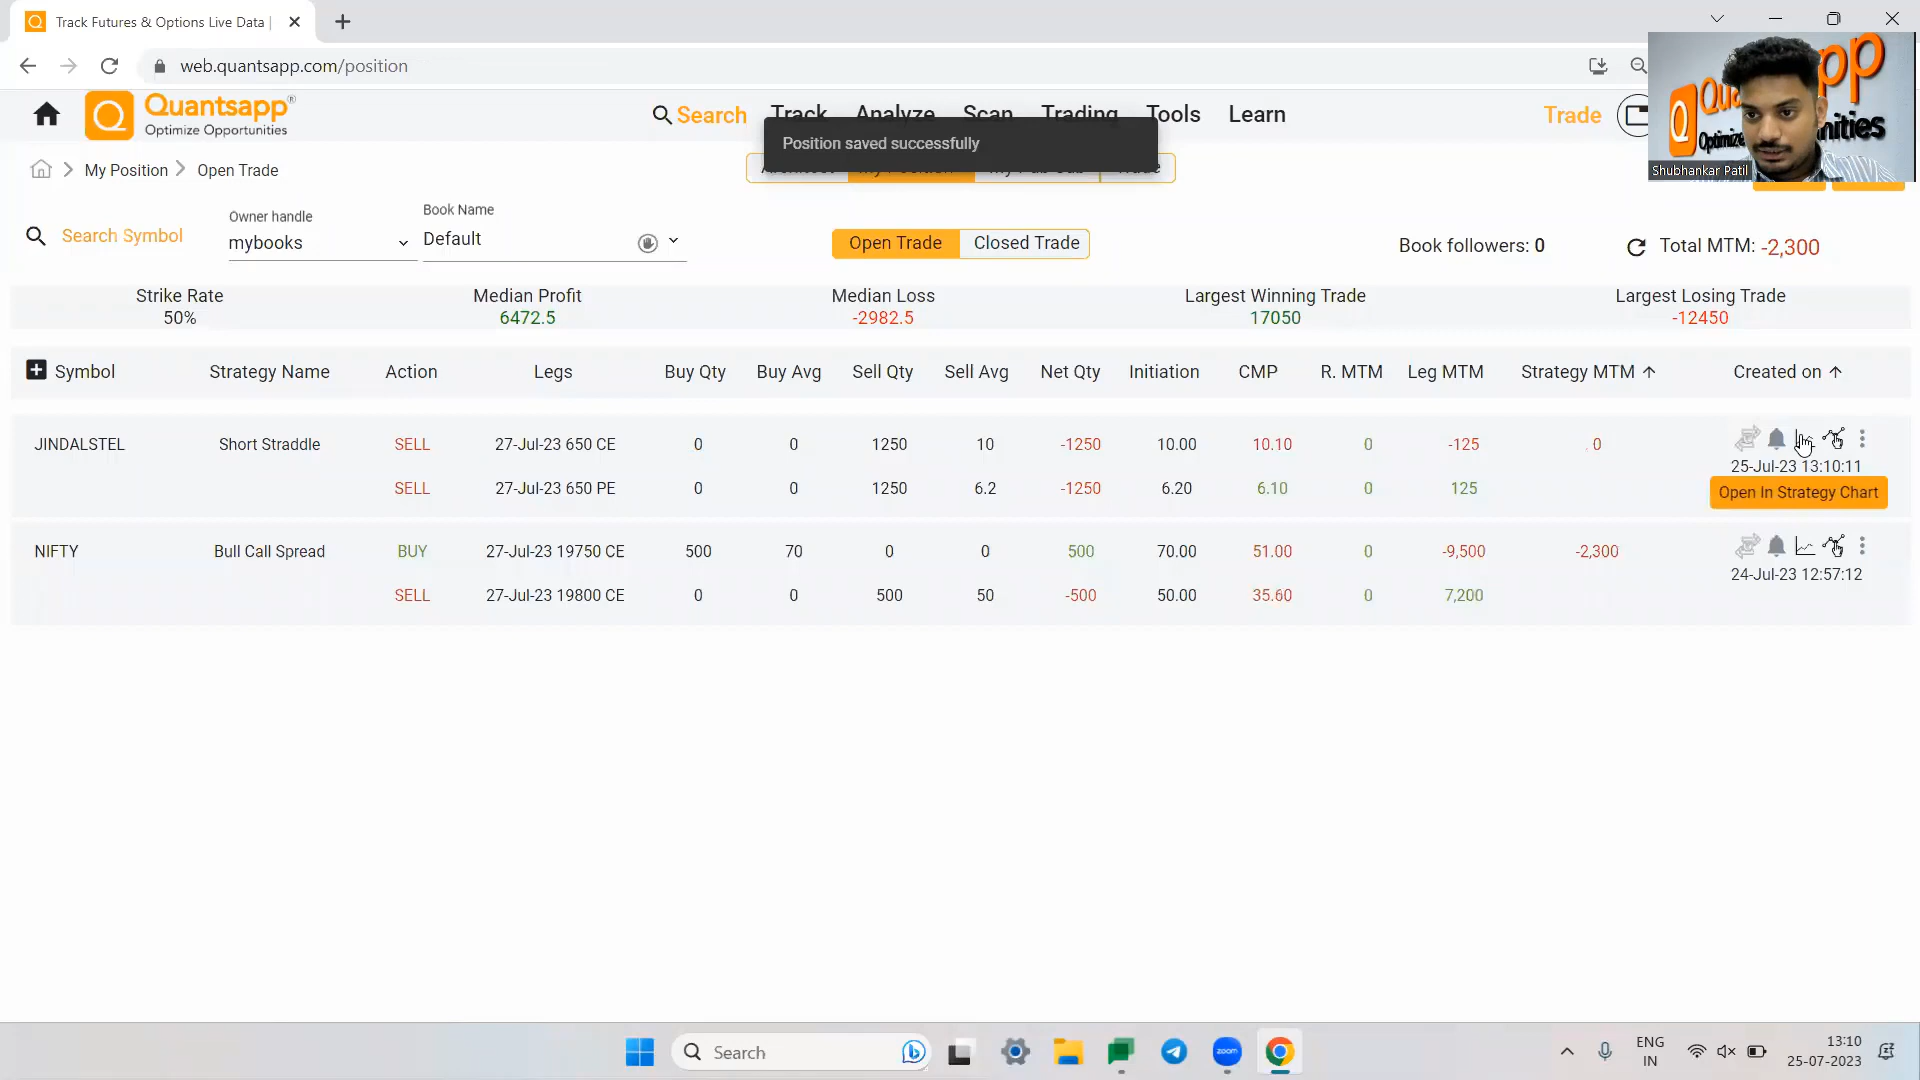 Track Futures & Options Live Data |
web.quantsapp.com/position
Quantsapp®
Optimize Opportunities
Search
Track
Analyze
Scan
Trading
Tools
Learn
Trade
Position saved successfully
Shubhankar Patil
My Position
Open Trade
Search Symbol
Owner handle
mybooks
Book Name
Default
Open Trade
Closed Trade
Book followers: 0
Total MTM: -2,300
Strike Rate
50%
Median Profit
6472.5
Median Loss
-2982.5
Largest Winning Trade
17050
Largest Losing Trade
-12450
Symbol Strategy Name Action Legs Buy Qty Buy Avg Sell Qty Sell Avg Net Qty Initiation CMP R. MTM Leg MTM Strategy MTM Created on
JINDALSTEL Short Straddle SELL 27-Jul-23 650 CE 0 0 1250 10 -1250 10.00 10.10 0 -125 0
25-Jul-23 13:10:11
SELL 27-Jul-23 650 PE 0 0 1250 6.2 -1250 6.20 6.10 0 125
Open In Strategy Chart
NIFTY Bull Call Spread BUY 27-Jul-23 19750 CE 500 70 0 0 500 70.00 51.00 0 -9,500 -2,300
24-Jul-23 12:57:12
SELL 27-Jul-23 19800 CE 0 0 500 50 -500 50.00 35.60 0 7,200
Search
zoom
ENG
IN
13:10
25-07-2023